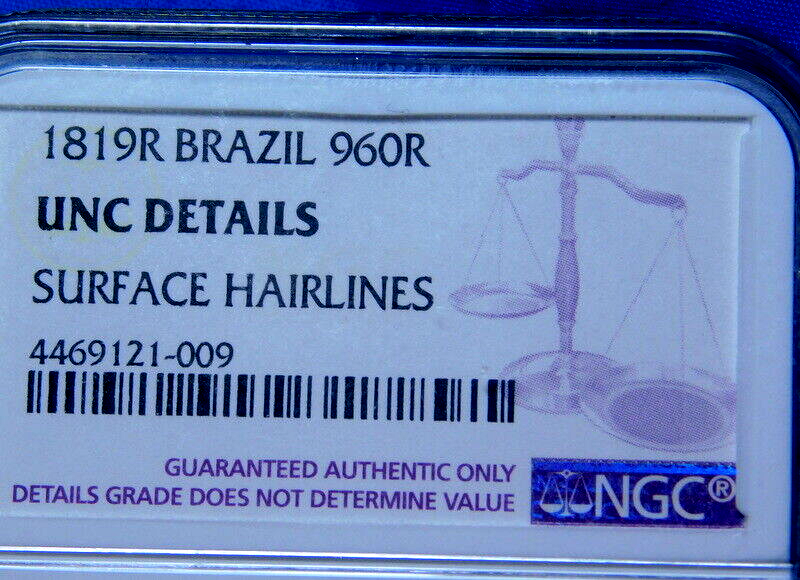 1819R BRAZIL 960R
UNC DETAILS
SURFACE HAIRLINES
4469121-009
GUARANTEED AUTHENTIC ONLY
DETAILS GRADE DOES NOT DETERMINE VALUE
NGC®